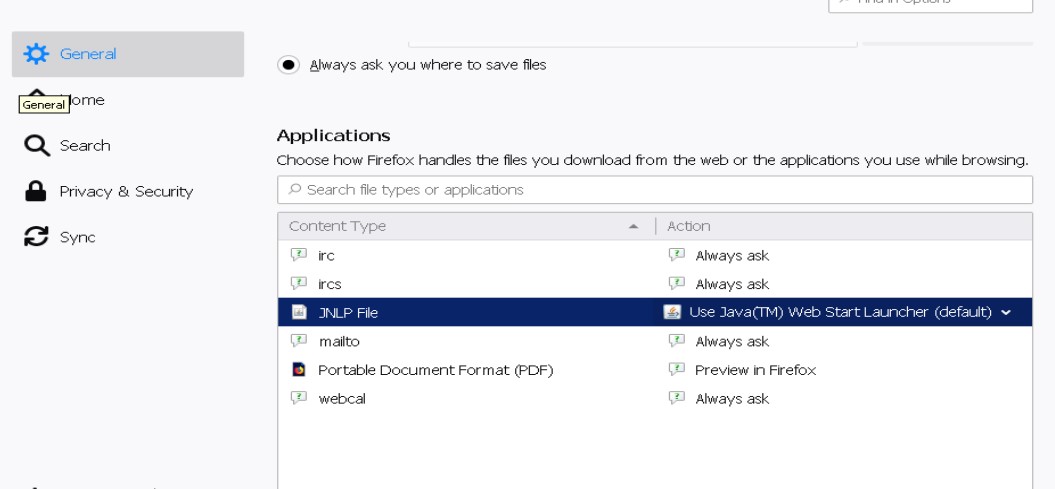 Find in Options
General
Always ask you where to save files
General
ome
Applications
Search
Choose how Firefox handles the files you download from the web or the applications you use while browsing.
Privacy & Security
Search file types or applications
Sync
Content Type Action
irc Always ask
ircs Always ask
JNLP File Use Java(TM) Web Start Launcher (default)
mailto Always ask
Portable Document Format (PDF) Preview in Firefox
webcal Always ask